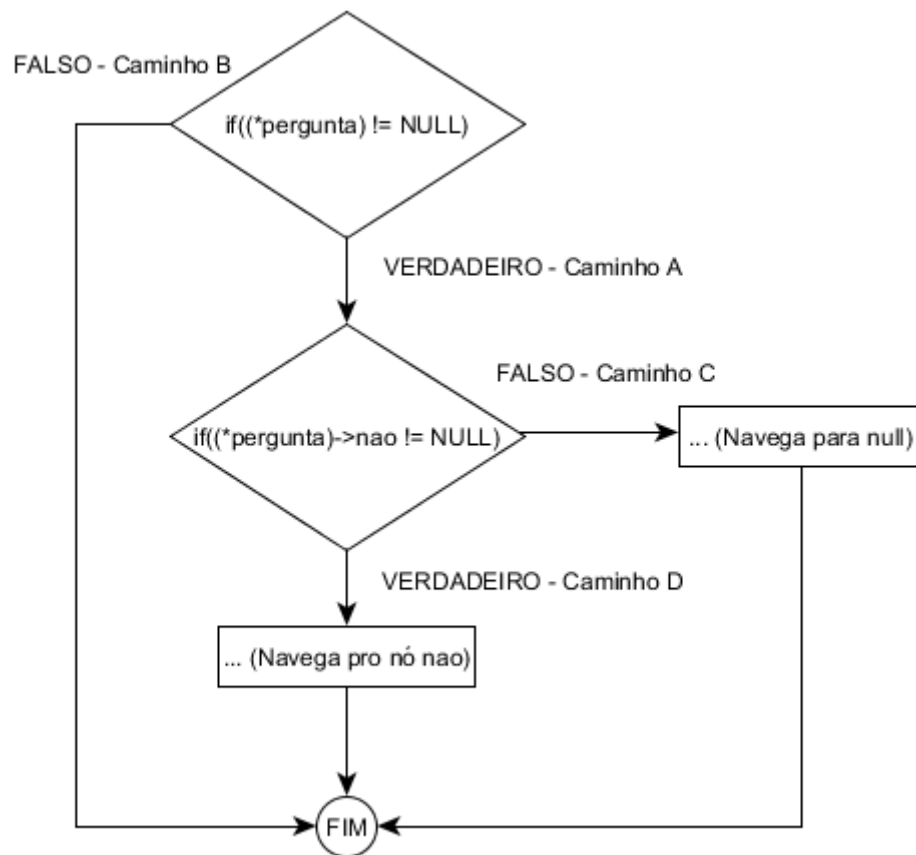 FALSO - Caminho B
if((*pergunta) != NULL)
VERDADEIRO - Caminho A
FALSO - Caminho C
if((*pergunta)->nao != NULL)
... (Navega para null)
VERDADEIRO - Caminho D
... (Navega pro nó nao)
FIM